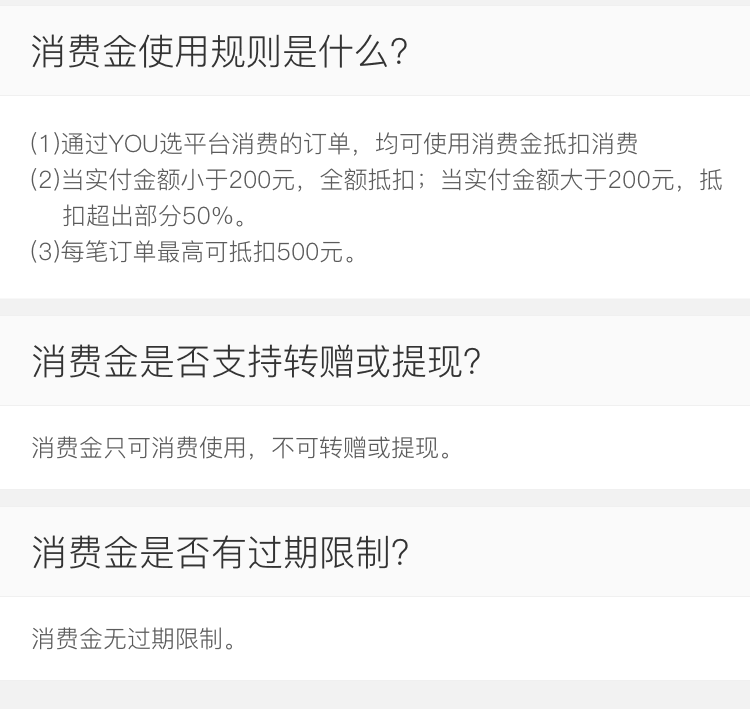 消费金使用规则是什么？
(1)通过YOU选平台消费的订单，均可使用消费金抵扣消费
(2)当实付金额小于200元，全额抵扣；当实付金额大于200元，抵
扣超出部分50%。
(3)每笔订单最高可抵扣500元。
消费金是否支持转赠或提现？
消费金只可消费使用，不可转赠或提现。
消费金是否有过期限制？
消费金无过期限制。